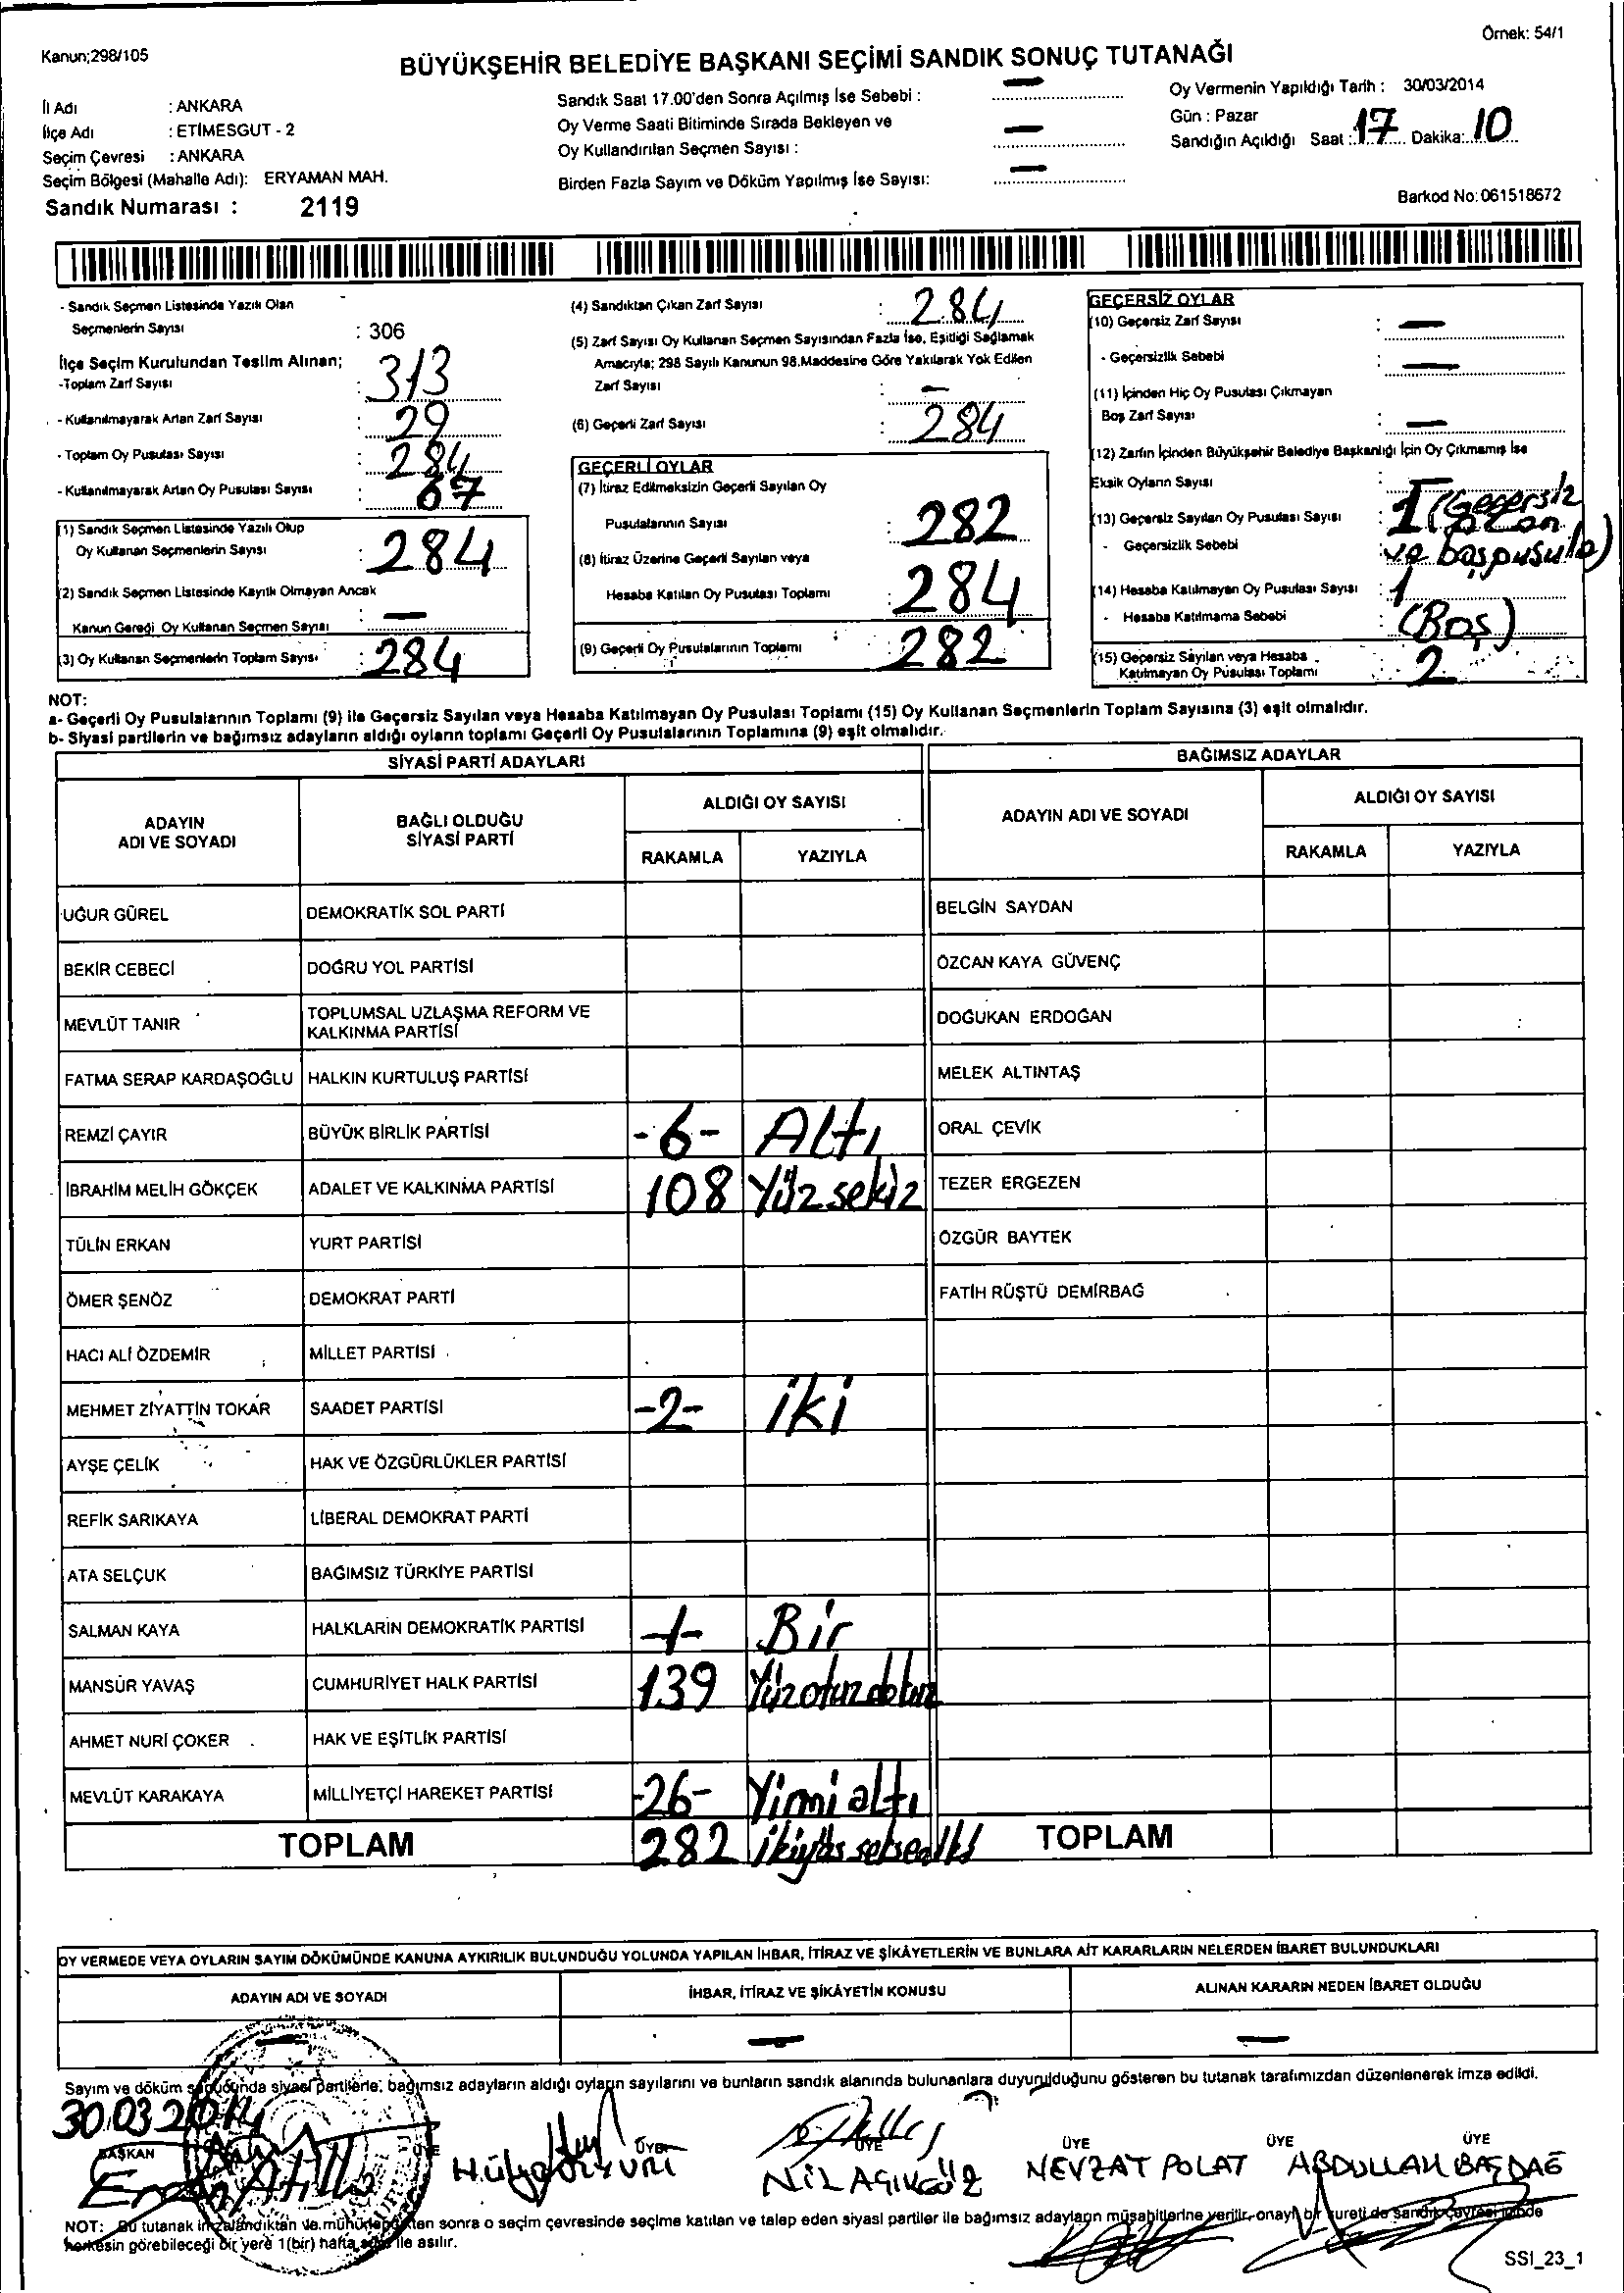 Kanun;298/105
Örnek: 54/1
BÜYÜKŞEHİR BELEDİYE BAŞKANI SEÇİMİ SANDIK SONUÇ TUTANAĞI
İl Adı : ANKARA
İlçe Adı : ETİMESGUT - 2
Seçim Çevresi : ANKARA
Seçim Bölgesi (Mahalle Adı): ERYAMAN MAH.
Sandık Numarası : 2119
Sandık Saat 17.00'den Sonra Açılmış İse Sebebi : —
Oy Verme Saati Bitiminde Sırada Bekleyen ve
Oy Kullandırılan Seçmen Sayısı : —
Birden Fazla Sayım ve Döküm Yapılmış İse Sayısı: —
Oy Vermenin Yapıldığı Tarih : 30/03/2014
Gün : Pazar
Sandığın Açıldığı Saat : 17 Dakika: 10
Barkod No: 061518672
- Sandık Seçmen Listesinde Yazılı Olan
Seçmenlerin Sayısı : 306
İlçe Seçim Kurulundan Teslim Alınan;
-Toplam Zarf Sayısı : 313
- Kullanılmayarak Artan Zarf Sayısı : 29
- Toplam Oy Pusulası Sayısı : 284
- Kullanılmayarak Artan Oy Pusulası Sayısı : 67
(1) Sandık Seçmen Listesinde Yazılı Olup
Oy Kullanan Seçmenlerin Sayısı : 284
(2) Sandık Seçmen Listesinde Kayıtlı Olmayan Ancak
Kanun Gereği Oy Kullanan Seçmen Sayısı : —
(3) Oy Kullanan Seçmenlerin Toplam Sayısı 284
(4) Sandıktan Çıkan Zarf Sayısı : 284
(5) Zarf Sayısı Oy Kullanan Seçmen Sayısından Fazla İse, Eşitliği Sağlamak
Amacıyla; 298 Sayılı Kanunun 98.Maddesine Göre Yakılarak Yok Edilen
Zarf Sayısı : —
(6) Geçerli Zarf Sayısı : 284
GEÇERLİ OYLAR
(7) İtiraz Edilmeksizin Geçerli Sayılan Oy
Pusulalarının Sayısı : 282
(8) İtiraz Üzerine Geçerli Sayılan veya
Hesaba Katılan Oy Pusulası Toplamı : 284
(9) Geçerli Oy Pusulalarının Toplamı : 282
GEÇERSİZ OYLAR
(10) Geçersiz Zarf Sayısı : —
- Geçersizlik Sebebi : —
(11) İçinden Hiç Oy Pusulası Çıkmayan
Boş Zarf Sayısı : —
(12) Zarfın İçinden Büyükşehir Belediye Başkanlığı İçin Oy Çıkmamış İse
Eksik Oyların Sayısı :
(13) Geçersiz Sayılan Oy Pusulası Sayısı : 1 (Geçersiz
- Geçersizlik Sebebi : ve boş pusula)
(14) Hesaba Katılmayan Oy Pusulası Sayısı : 1
- Hesaba Katılmama Sebebi : (Boş)
(15) Geçersiz Sayılan veya Hesaba
Katılmayan Oy Pusulası Toplamı : 2
NOT:
a- Geçerli Oy Pusulalarının Toplamı (9) ile Geçersiz Sayılan veya Hesaba Katılmayan Oy Pusulası Toplamı (15) Oy Kullanan Seçmenlerin Toplam Sayısına (3) eşit olmalıdır.
b- Siyasi partilerin ve bağımsız adayların aldığı oyların toplamı Geçerli Oy Pusulalarının Toplamına (9) eşit olmalıdır.
SİYASİ PARTİ ADAYLARI BAĞIMSIZ ADAYLAR
ADAYIN ADI VE SOYADI BAĞLI OLDUĞU SİYASİ PARTİ ALDIĞI OY SAYISI ADAYIN ADI VE SOYADI ALDIĞI OY SAYISI
RAKAMLA YAZIYLA RAKAMLA YAZIYLA
UĞUR GÜREL DEMOKRATİK SOL PARTİ BELGİN SAYDAN
BEKİR CEBECİ DOĞRU YOL PARTİSİ ÖZCAN KAYA GÜVENÇ
MEVLÜT TANIR TOPLUMSAL UZLAŞMA REFORM VE KALKINMA PARTİSİ DOĞUKAN ERDOĞAN
FATMA SERAP KARDAŞOĞLU HALKIN KURTULUŞ PARTİSİ MELEK ALTINTAŞ
REMZİ ÇAYIR BÜYÜK BİRLİK PARTİSİ -6- Altı ORAL ÇEVİK
İBRAHİM MELİH GÖKÇEK ADALET VE KALKINMA PARTİSİ 108 Yüzsekiz TEZER ERGEZEN
TÜLİN ERKAN YURT PARTİSİ ÖZGÜR BAYTEK
ÖMER ŞENÖZ DEMOKRAT PARTİ FATİH RÜŞTÜ DEMİRBAĞ
HACI ALİ ÖZDEMİR MİLLET PARTİSİ
MEHMET ZİYATTİN TOKAR SAADET PARTİSİ -2- iki
AYŞE ÇELİK HAK VE ÖZGÜRLÜKLER PARTİSİ
REFİK SARIKAYA LİBERAL DEMOKRAT PARTİ
ATA SELÇUK BAĞIMSIZ TÜRKİYE PARTİSİ
SALMAN KAYA HALKLARIN DEMOKRATİK PARTİSİ -1- Bir
MANSUR YAVAŞ CUMHURİYET HALK PARTİSİ 139 Yüzotuzdokuz
AHMET NURİ ÇOKER HAK VE EŞİTLİK PARTİSİ
MEVLÜT KARAKAYA MİLLİYETÇİ HAREKET PARTİSİ -26- Yirmi altı
TOPLAM 282 ikiyüz seksen iki TOPLAM
OY VERMEDE VEYA OYLARIN SAYIM DÖKÜMÜNDE KANUNA AYKIRILIK BULUNDUĞU YOLUNDA YAPILAN İHBAR, İTİRAZ VE ŞİKÂYETLERİN VE BUNLARA AİT KARARLARIN NELERDEN İBARET BULUNDUKLARI
ADAYIN ADI VE SOYADI İHBAR, İTİRAZ VE ŞİKÂYETİN KONUSU ALINAN KARARIN NEDEN İBARET OLDUĞU
— — —
Sayım ve döküm sonucunda siyasi partilerle, bağımsız adayların aldığı oyların sayılarını ve bunların sandık alanında bulunanlara duyurulduğunu gösteren bu tutanak tarafımızdan düzenlenerek imza edildi.
30.03.2014
BAŞKAN ÜYE ÜYE ÜYE ÜYE ÜYE ÜYE
NİL AÇIKGÖZ NEVZAT POLAT ABDULLAH BAŞDAĞ
NOT: Bu tutanak imzalandıktan ve mühürlendikten sonra o seçim çevresinde seçime katılan ve talep eden siyasi partiler ile bağımsız adayların müşahitlerine verilir, onaylı bir sureti de sandık çevresi içinde
herkesin görebileceği bir yere 1(bir) hafta süre ile asılır.
SSI_23_1